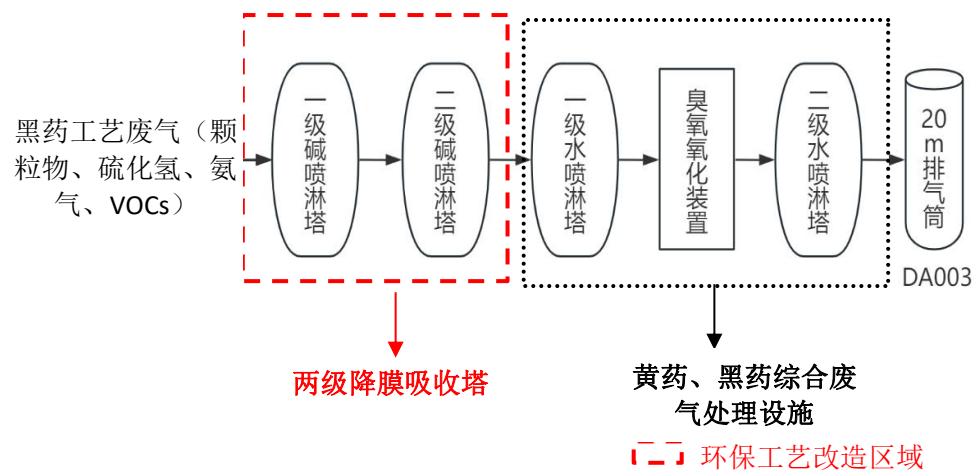 黑药工艺废气（颗
粒物、硫化氢、氨
气、VOCs）
一级碱喷淋塔
二级碱喷淋塔
一级水喷淋塔
臭氧氧化装置
二级水喷淋塔
20m排气筒
DA003
两级降膜吸收塔
黄药、黑药综合废
气处理设施
环保工艺改造区域